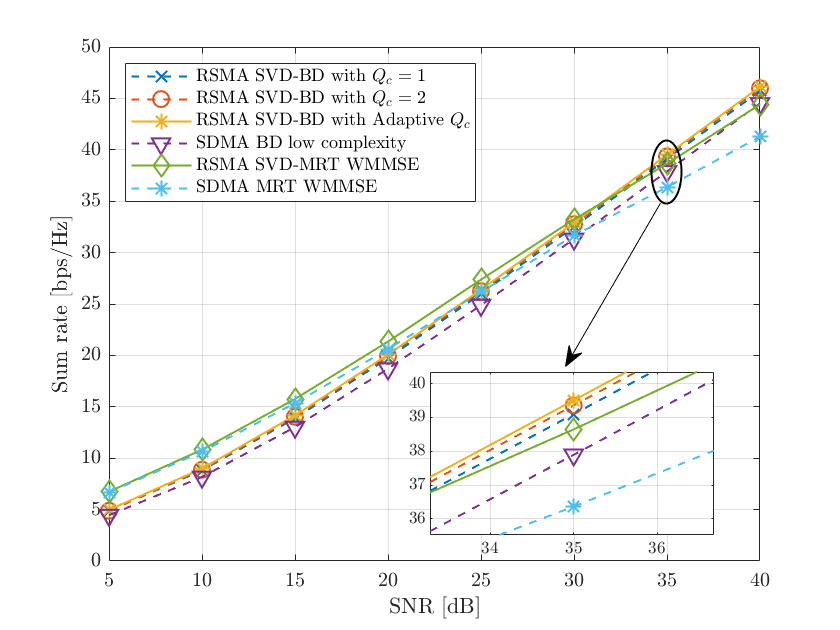 50
45
40
35
30
25
20
15
10
5
0
Sum rate [bps/Hz]
RSMA SVD-BD with Q_c = 1
RSMA SVD-BD with Q_c = 2
RSMA SVD-BD with Adaptive Q_c
SDMA BD low complexity
RSMA SVD-MRT WMMSE
SDMA MRT WMMSE
40
39
38
37
36
34 35 36
5 10 15 20 25 30 35 40
SNR [dB]